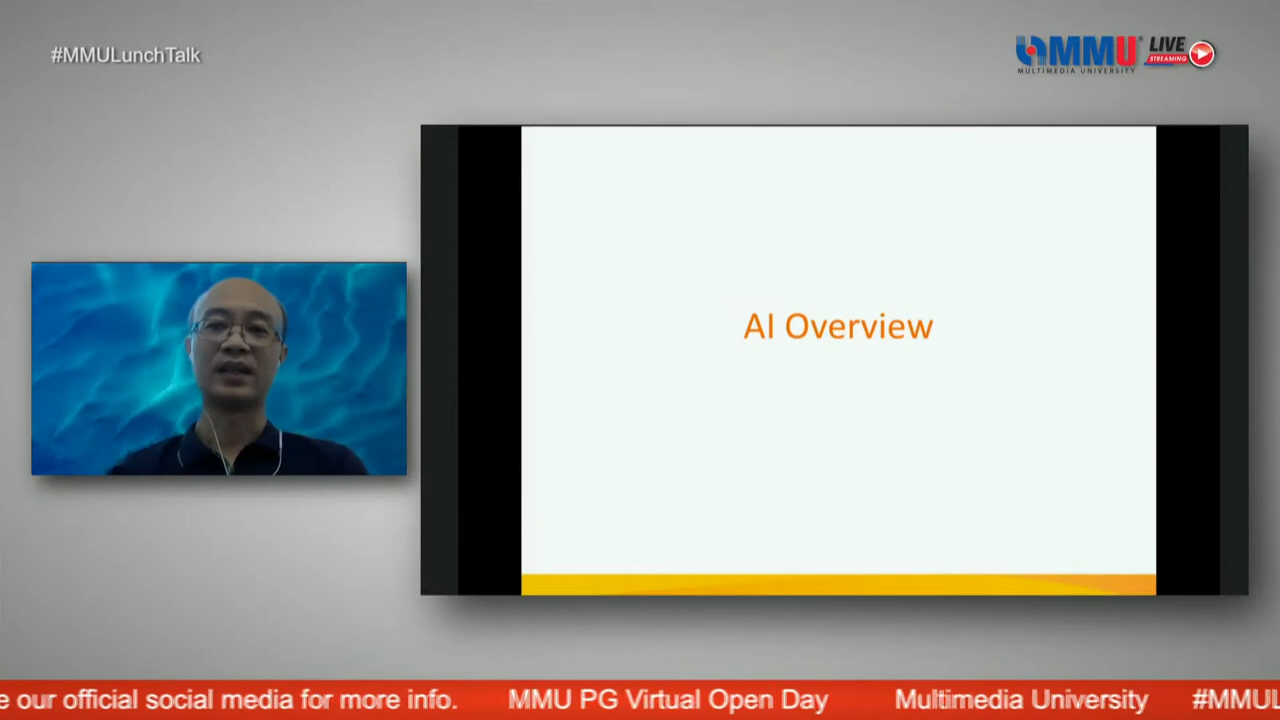 #MMULunchTalk
MMU
LIVE
STREAMING
MULTIMEDIA UNIVERSITY
AI Overview
e our official social media for more info. MMU PG Virtual Open Day Multimedia University #MMUL